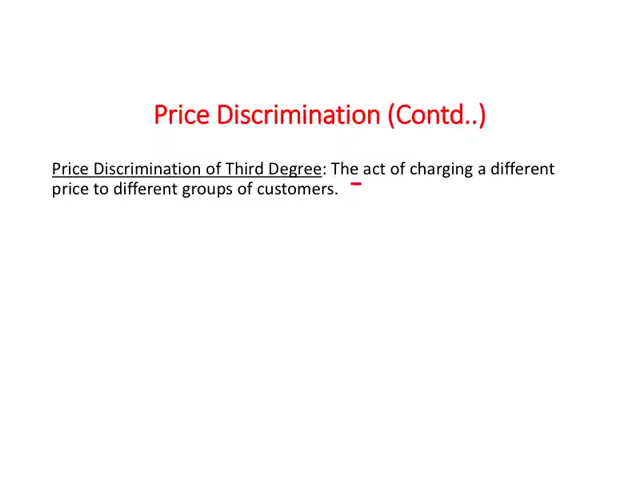 Price Discrimination (Contd..)
Price Discrimination of Third Degree: The act of charging a different
price to different groups of customers.